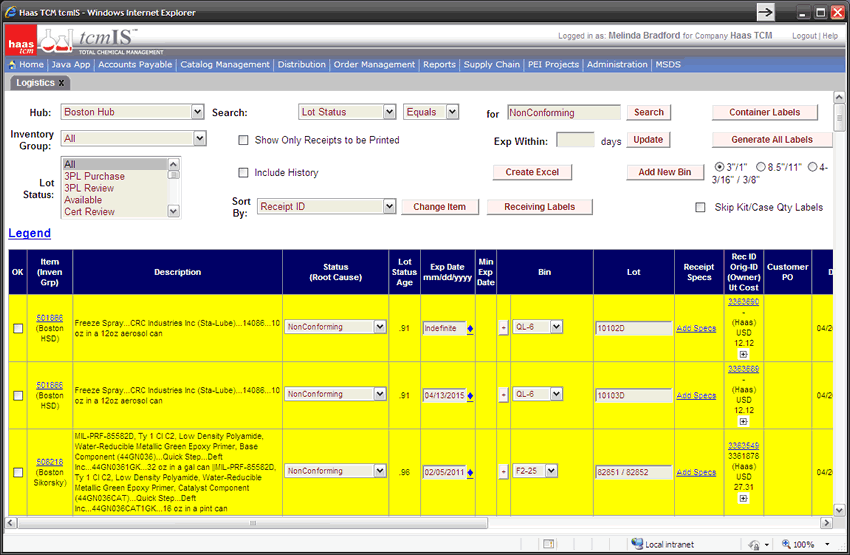 Haas TCM tcmIS - Windows Internet Explorer
haas tcm
tcmIS™
TOTAL CHEMICAL MANAGEMENT
Logged in as: Melinda Bradford for Company Haas TCM Logout | Help
Home | Java App | Accounts Payable | Catalog Management | Distribution | Order Management | Reports | Supply Chain | PEI Projects | Administration | MSDS
Logistics X
Hub: Boston Hub Search: Lot Status Equals for NonConforming Search Container Labels
Inventory Group: All Show Only Receipts to be Printed Exp Within: days Update Generate All Labels
Lot Status:
All
3PL Purchase
3PL Review
Available
Cert Review
Include History Create Excel Add New Bin 3"/1" 8.5"/11" 4-3/16" / 3/8"
Sort By: Receipt ID Change Item Receiving Labels Skip Kit/Case Qty Labels
Legend
OK
Item (Inven Grp)
Description
Status (Root Cause)
Lot Status Age
Exp Date mm/dd/yyyy
Min Exp Date
Bin
Lot
Receipt Specs
Rec ID Orig-ID (Owner) Ut Cost
Customer PO
D
501866
(Boston HSD)
Freeze Spray...CRC Industries Inc (Sta-Lube)...14086...10
oz in a 12oz aerosol can
NonConforming
.91
Indefinite
+
QL-6
10102D
Add Specs
3363690
-
(Haas)
USD
12.12
04/2
501866
(Boston HSD)
Freeze Spray...CRC Industries Inc (Sta-Lube)...14086...10
oz in a 12oz aerosol can
NonConforming
.91
04/13/2015
+
QL-6
10103D
Add Specs
3363689
-
(Haas)
USD
12.12
04/2
508218
(Boston Sikorsky)
MIL-PRF-85582D, Ty 1 Cl C2, Low Density Polyamide,
Water-Reducible Metallic Green Epoxy Primer, Base
Component (44GN036)...Quick Step...Deft
Inc...44GN0361GK...32 oz in a gal can ||MIL-PRF-85582D,
Ty 1 Cl C2, Low Density Polyamide, Water-Reducible
Metallic Green Epoxy Primer, Catalyst Component
(44GN036CAT)...Quick Step...Deft
Inc...44GN036CAT1GK...16 oz in a pint can
NonConforming
.96
02/05/2011
+
F2-25
82851 / 82852
Add Specs
3363549
3361878
(Haas)
USD
27.31
04/2
Local intranet
100%